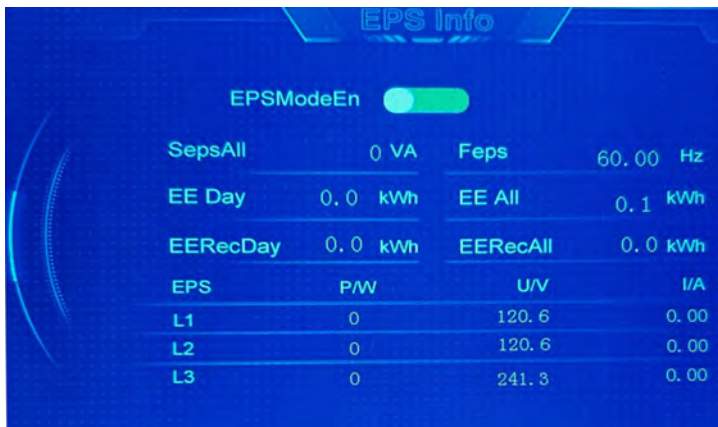 EPS Info
EPSModeEn
SepsAll 0 VA Feps 60.00 Hz
EE Day 0.0 kWh EE All 0.1 kWh
EERecDay 0.0 kWh EERecAll 0.0 kWh
EPS P/W U/V I/A
L1 0 120.6 0.00
L2 0 120.6 0.00
L3 0 241.3 0.00